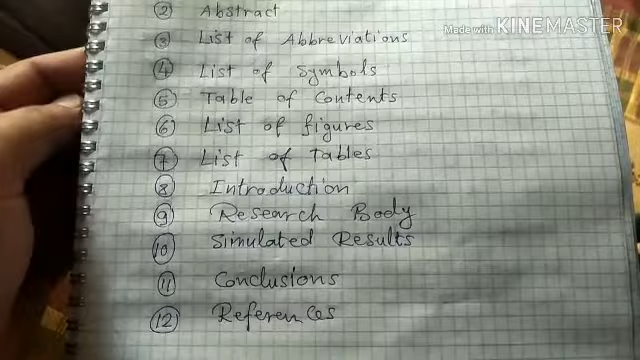 ② Abstract
Made with KINEMASTER
③ List of Abbreviations
④ List of Symbols
⑤ Table of Contents
⑥ List of figures
⑦ List of Tables
⑧ Introduction
⑨ Research Body
⑩ Simulated Results
⑪ Conclusions
⑫ References